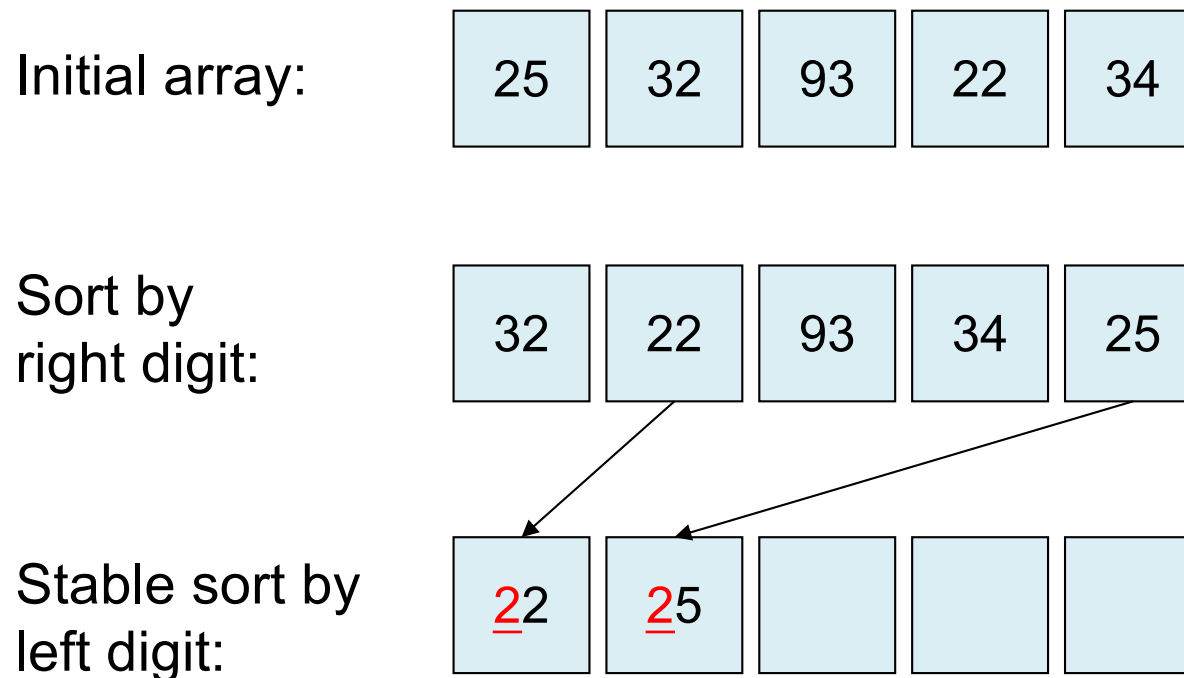 Initial array: 25 32 93 22 34
Sort by
right digit: 32 22 93 34 25
Stable sort by
left digit: 22 25